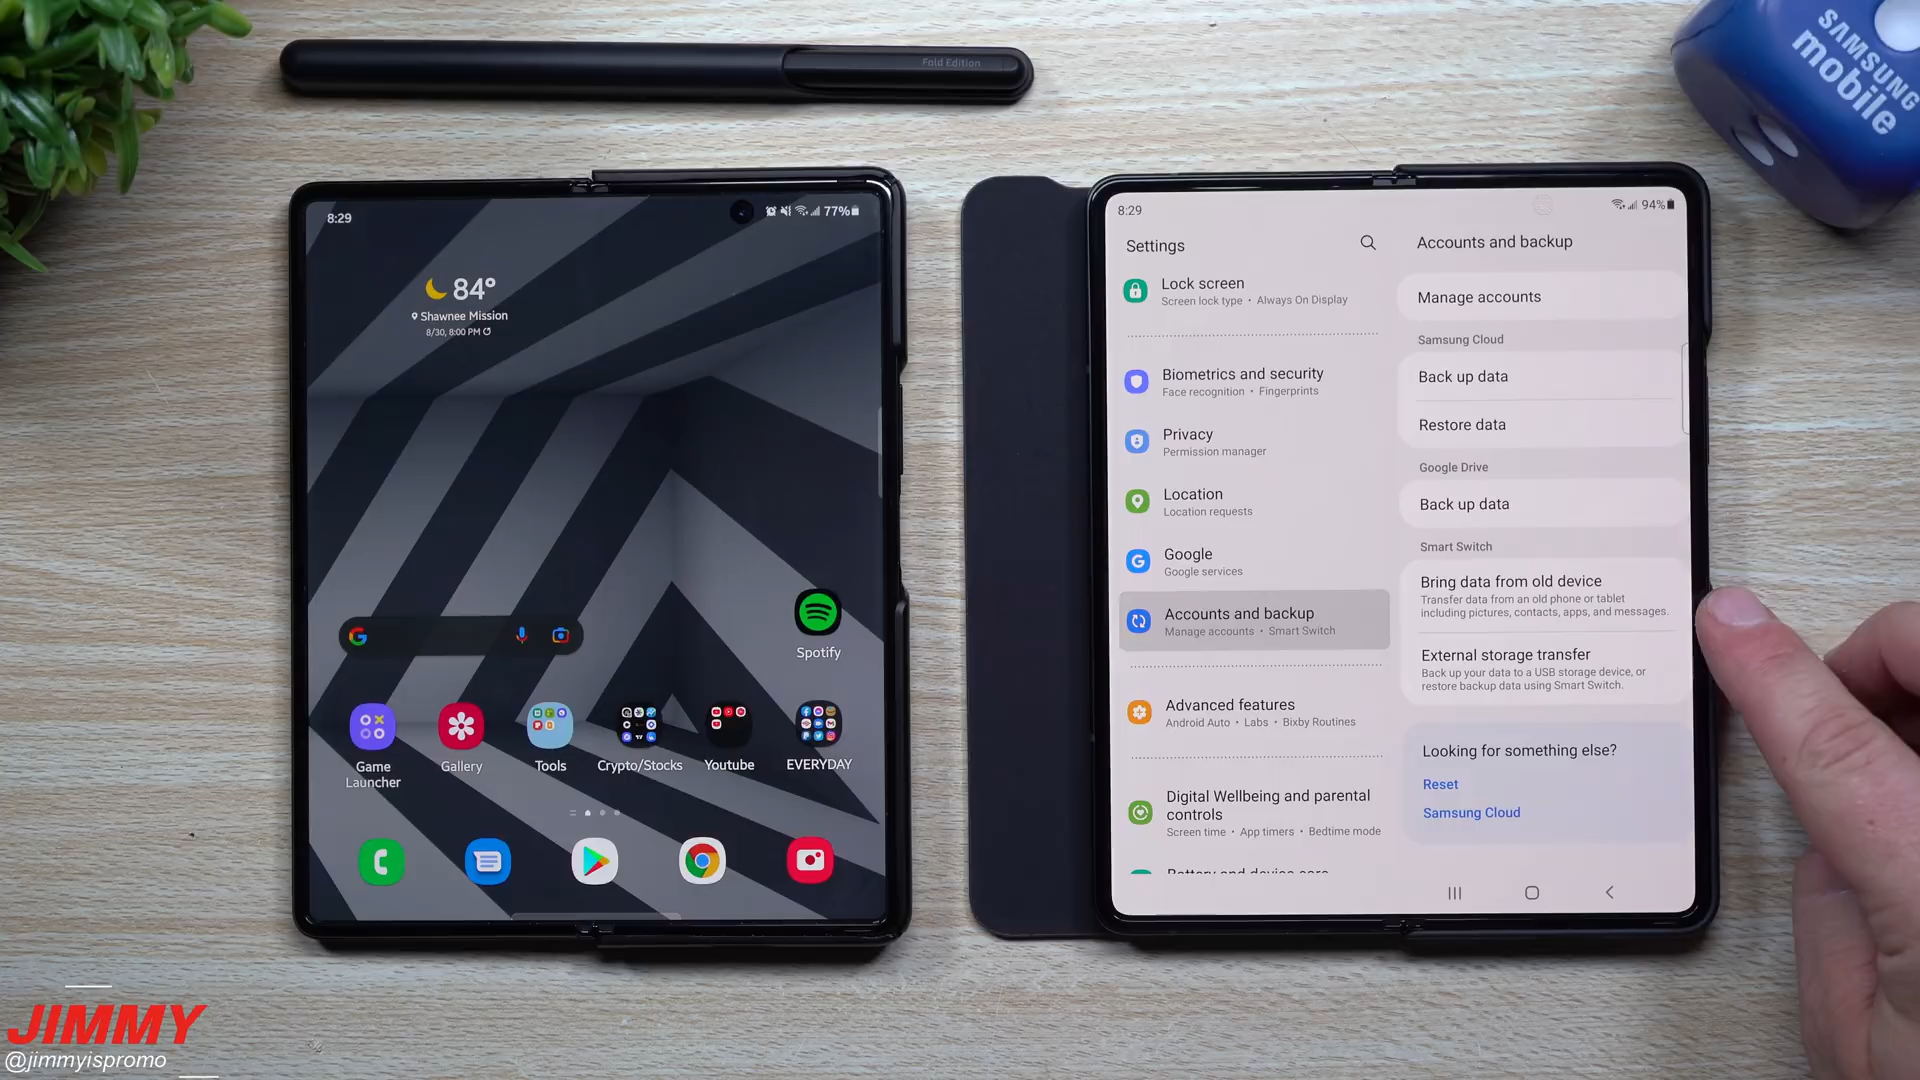 Fold Edition
SAMSUNG
mobile
8:29
77%
84°
Shawnee Mission
8/30, 8:00 PM
Spotify
Game
Launcher
Gallery
Tools
Crypto/Stocks
Youtube
EVERYDAY
8:29
94%
Settings
Lock screen
Screen lock type • Always On Display
Biometrics and security
Face recognition • Fingerprints
Privacy
Permission manager
Location
Location requests
Google
Google services
Accounts and backup
Manage accounts • Smart Switch
Advanced features
Android Auto • Labs • Bixby Routines
Digital Wellbeing and parental
controls
Screen time • App timers • Bedtime mode
Battery and device care
Accounts and backup
Manage accounts
Samsung Cloud
Back up data
Restore data
Google Drive
Back up data
Smart Switch
Bring data from old device
Transfer data from an old phone or tablet
including pictures, contacts, apps, and messages.
External storage transfer
Back up your data to a USB storage device, or
restore backup data using Smart Switch.
Looking for something else?
Reset
Samsung Cloud
JIMMY
@jimmyispromo